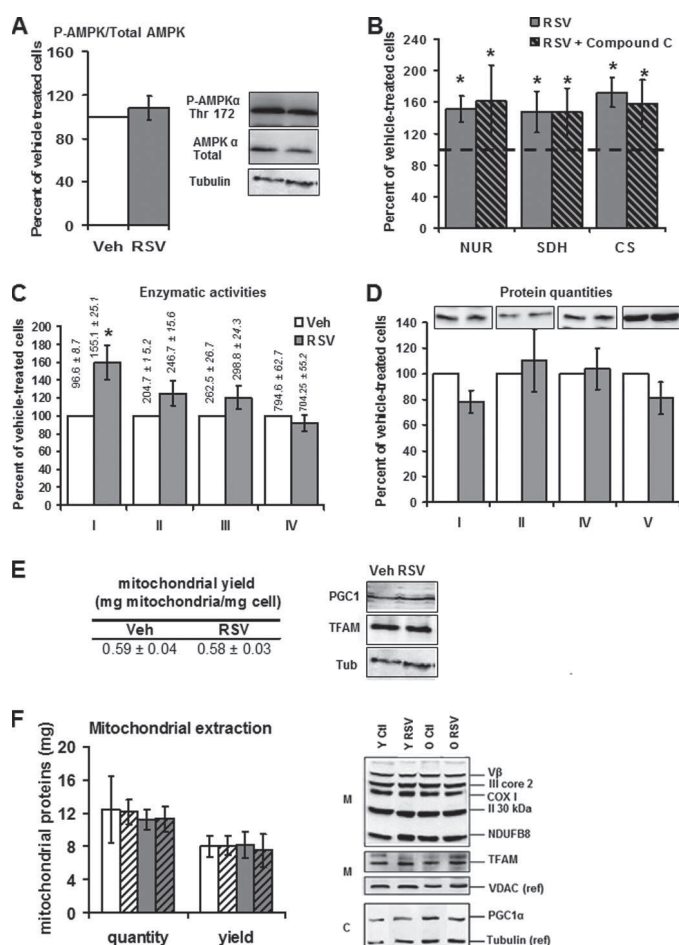 A
P-AMPK/Total AMPK
Percent of vehicle-treated cells
160
120
80
40
0
Veh RSV
P-AMPKα
Thr 172
AMPK α
Total
Tubulin
B
RSV
RSV + Compound C
Percent of vehicle-treated cells
240
200
160
120
80
40
0
* * * * * *
NUR SDH CS
C
Enzymatic activities
Veh
RSV
Percent of vehicle-treated cells
200
180
160
140
120
100
80
60
40
20
0
96.6 ± 8.7
155.1 ± 25.1
*
204.7 ± 15.2
246.7 ± 15.6
262.5 ± 26.7
298.8 ± 24.3
794.6 ± 62.7
704.25 ± 55.2
I II III IV
D
Protein quantities
Percent of vehicle-treated cells
140
120
100
80
60
40
20
0
I II IV V
E
mitochondrial yield
(mg mitochondria/mg cell)
Veh RSV
0.59 ± 0.04 0.58 ± 0.03
Veh RSV
PGC1
TFAM
Tub
F
Mitochondrial extraction
mitochondrial proteins (mg)
20
16
12
8
4
0
quantity yield
Y Ctl
Y RSV
O Ctl
O RSV
M
Vβ
III core 2
COX I
II 30 kDa
NDUFB8
M
TFAM
VDAC (ref)
C
PGC1α
Tubulin (ref)